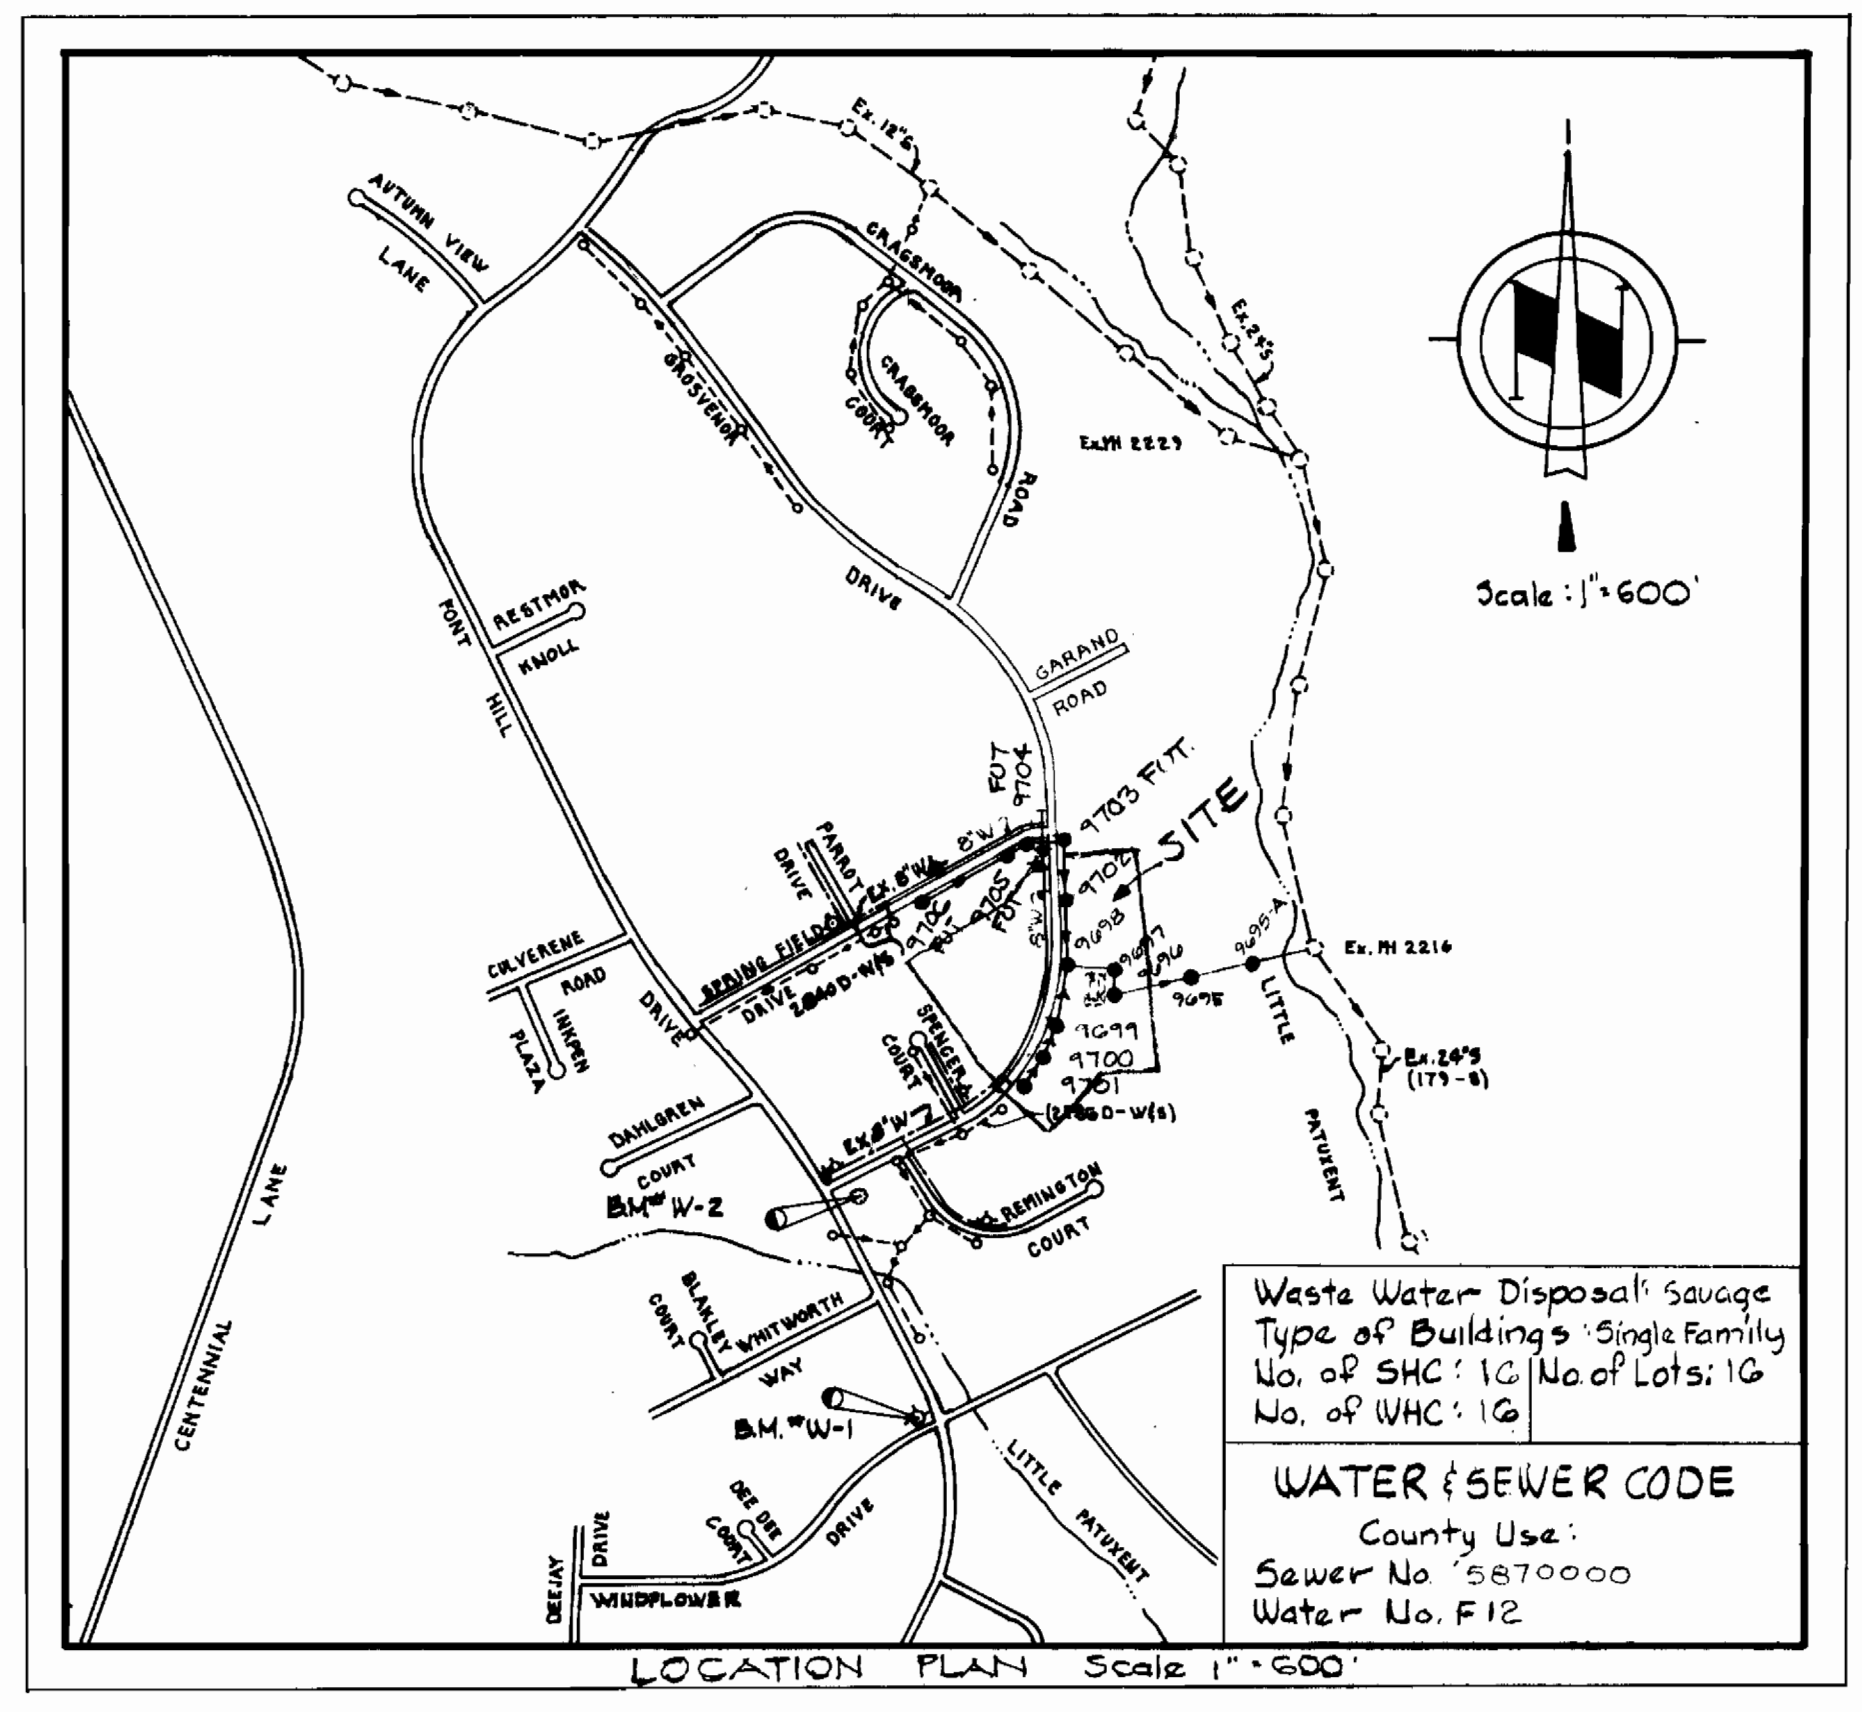 Ex. 12"S
AUTUMN VIEW
LANE
CRAGSMOOR
ROAD
CRAGSMOOR
COURT
GROSVENOR
DRIVE
Ex. 24"S
Ex. MH 2229
Scale : 1" = 600'
FONT
HILL
DRIVE
RESTMOR
KNOLL
GARAND
ROAD
FUT
9704
9703 FUT.
SITE
8"W
PARROT
DRIVE
EX. 8"W
9702
9705
FUT
9706
FUT
8"W
9698
9697
9696
9695-A
9695
Ex. MH 2216
SPRING FIELD
DRIVE
CULVERENE
ROAD
INKPEN
PLAZA
SPENCER
COURT
9699
9700
9701
LITTLE
PATUXENT
Ex. 24"S
(179-S)
DAHLGREN
COURT
EX 8"W
B.M.# W-2
REMINGTON
COURT
BLAKLEY
COURT
WHITWORTH
WAY
B.M. # W-1
CENTENNIAL
LANE
DEE DEE
COURT
DRIVE
WINDFLOWER
DEEJAY
DRIVE
LITTLE PATUXENT
Waste Water Disposal: Savage
Type of Buildings : Single Family
No. of SHC : 16 No. of Lots: 16
No. of WHC : 16
WATER & SEWER CODE
County Use :
Sewer No. 5870000
Water No. F12
LOCATION PLAN Scale 1" = 600'